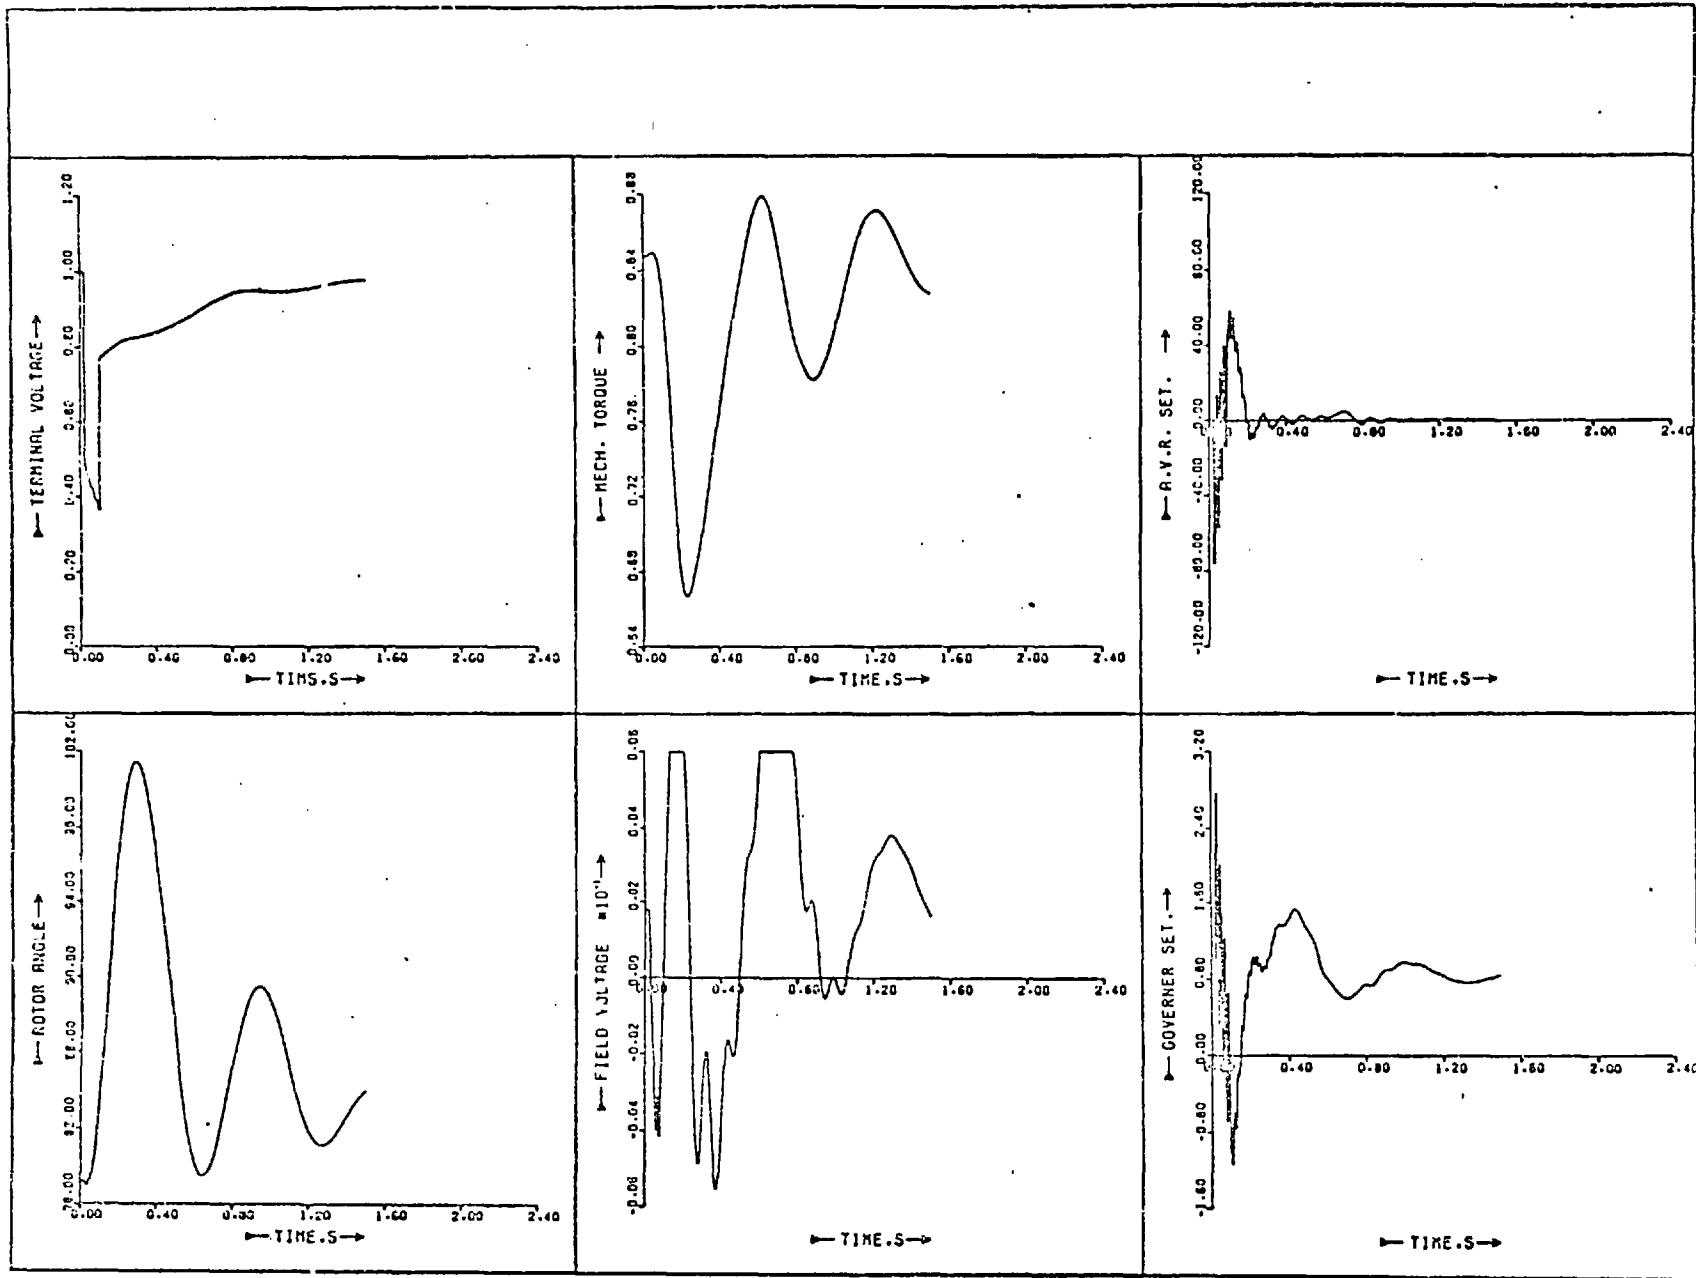 1.20
1.00
0.80
0.60
0.40
0.20
0.00
TERMINAL VOLTAGE
0.00 0.40 0.80 1.20 1.60 2.00 2.40
TIMS.S
0.88
0.84
0.80
0.76
0.72
0.68
0.64
MECH. TORQUE
0.00 0.40 0.80 1.20 1.60 2.00 2.40
TIME.S
120.00
80.00
40.00
0.00
-40.00
-80.00
-120.00
A.V.R. SET.
0.40 0.80 1.20 1.60 2.00 2.40
TIME.S
102.00
98.00
94.00
90.00
82.00
78.00
ROTOR ANGLE
0.00 0.40 0.80 1.20 1.60 2.00 2.40
TIME.S
0.06
0.04
0.02
0.00
-0.02
-0.04
-0.06
FIELD VOLTAGE
0.40 0.80 1.20 1.60 2.00 2.40
TIME.S
3.20
2.40
1.60
0.80
0.00
-0.80
-1.60
GOVERNER SET.
0.40 0.80 1.20 1.60 2.00 2.40
TIME.S